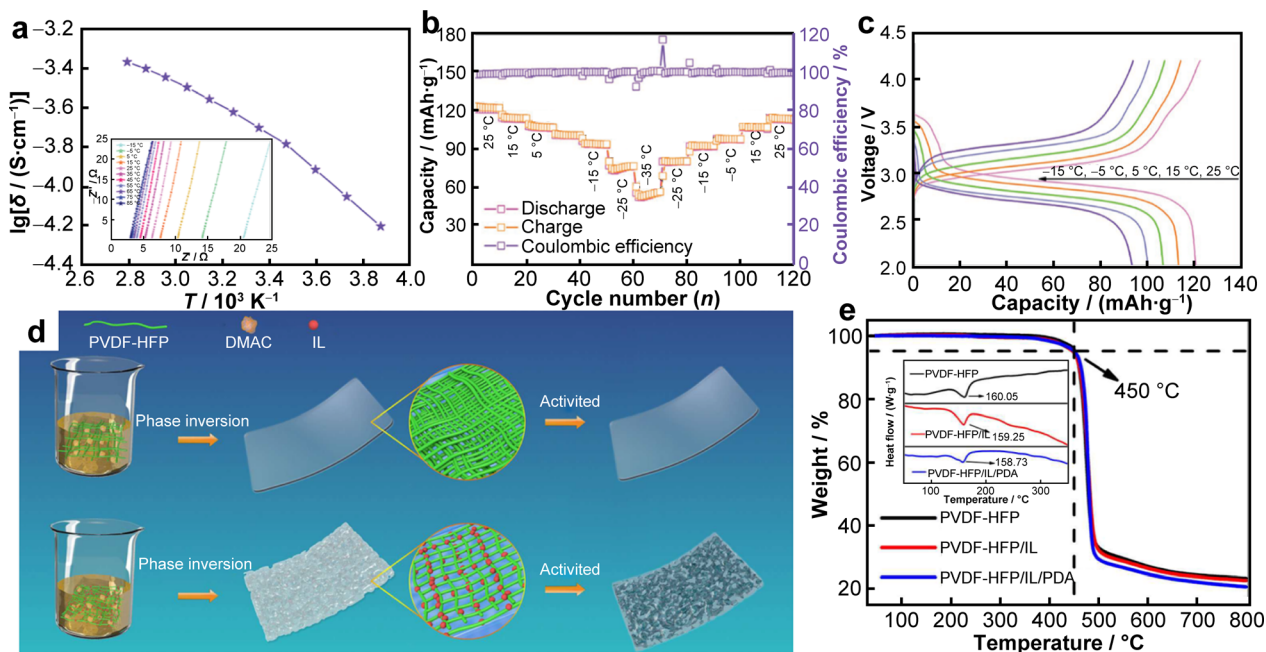 a
−3.2
−3.4
−3.6
−3.8
−4.0
−4.2
−4.4
lg[δ / (S·cm⁻¹)]
2.6 2.8 3.0 3.2 3.4 3.6 3.8 4.0
T / 10³ K⁻¹
25
20
15
10
5
−Z″ / Ω
0 5 10 15 20 25
Z′ / Ω
−15 °C
−5 °C
5 °C
15 °C
25 °C
35 °C
45 °C
55 °C
65 °C
75 °C
85 °C
b
180
150
120
90
60
30
Capacity / (mAh·g⁻¹)
120
100
80
60
40
20
0
Coulombic efficiency / %
25 °C
15 °C
5 °C
−15 °C
−25 °C
−35 °C
−25 °C
−15 °C
−5 °C
15 °C
25 °C
Discharge
Charge
Coulombic efficiency
0 20 40 60 80 100 120
Cycle number (n)
c
4.5
4.0
3.5
3.0
2.5
2.0
Voltage / V
−15 °C, −5 °C, 5 °C, 15 °C, 25 °C
0 20 40 60 80 100 120 140
Capacity / (mAh·g⁻¹)
d
PVDF-HFP
DMAC
IL
Phase inversion
Activited
Phase inversion
Activited
e
100
80
60
40
20
Weight / %
450 °C
PVDF-HFP
160.05
PVDF-HFP/IL
159.25
158.73
PVDF-HFP/IL/PDA
Heat flow / (W·g⁻¹)
100 200 300
Temperature / °C
PVDF-HFP
PVDF-HFP/IL
PVDF-HFP/IL/PDA
100 200 300 400 500 600 700 800
Temperature / °C